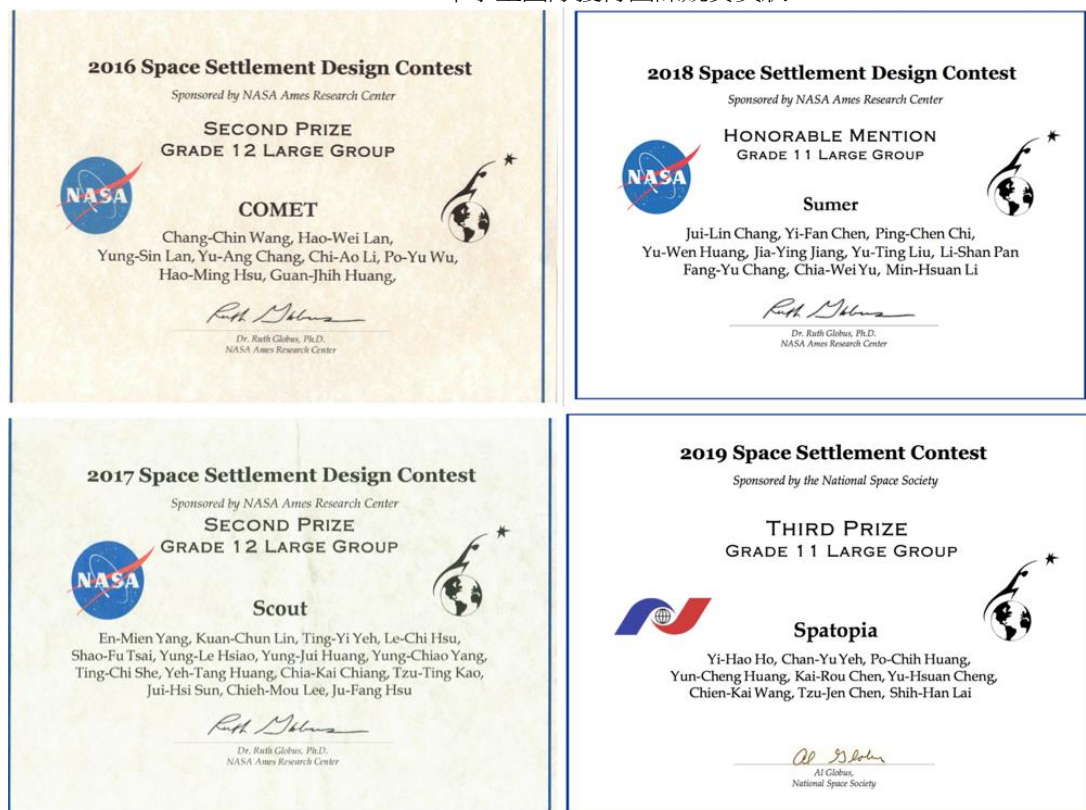 2016 Space Settlement Design Contest
Sponsored by NASA Ames Research Center
SECOND PRIZE
GRADE 12 LARGE GROUP
NASA
COMET
Chang-Chin Wang, Hao-Wei Lan,
Yung-Sin Lan, Yu-Ang Chang, Chi-Ao Li, Po-Yu Wu,
Hao-Ming Hsu, Guan-Jhih Huang,
Ruth Globus
Dr. Ruth Globus, Ph.D.
NASA Ames Research Center
2018 Space Settlement Design Contest
Sponsored by NASA Ames Research Center
HONORABLE MENTION
GRADE 11 LARGE GROUP
NASA
Sumer
Jui-Lin Chang, Yi-Fan Chen, Ping-Chen Chi,
Yu-Wen Huang, Jia-Ying Jiang, Yu-Ting Liu, Li-Shan Pan
Fang-Yu Chang, Chia-Wei Yu, Min-Hsuan Li
Ruth Globus
Dr. Ruth Globus, Ph.D.
NASA Ames Research Center
2017 Space Settlement Design Contest
Sponsored by NASA Ames Research Center
SECOND PRIZE
GRADE 12 LARGE GROUP
NASA
Scout
En-Mien Yang, Kuan-Chun Lin, Ting-Yi Yeh, Le-Chi Hsu,
Shao-Fu Tsai, Yung-Le Hsiao, Yung-Jui Huang, Yung-Chiao Yang,
Ting-Chi She, Yeh-Tang Huang, Chia-Kai Chiang, Tzu-Ting Kao,
Jui-Hsi Sun, Chieh-Mou Lee, Ju-Fang Hsu
Ruth Globus
Dr. Ruth Globus, Ph.D.
NASA Ames Research Center
2019 Space Settlement Contest
Sponsored by the National Space Society
THIRD PRIZE
GRADE 11 LARGE GROUP
Spatopia
Yi-Hao Ho, Chan-Yu Yeh, Po-Chih Huang,
Yun-Cheng Huang, Kai-Rou Chen, Yu-Hsuan Cheng,
Chien-Kai Wang, Tzu-Jen Chen, Shih-Han Lai
Al Globus
Al Globus,
National Space Society